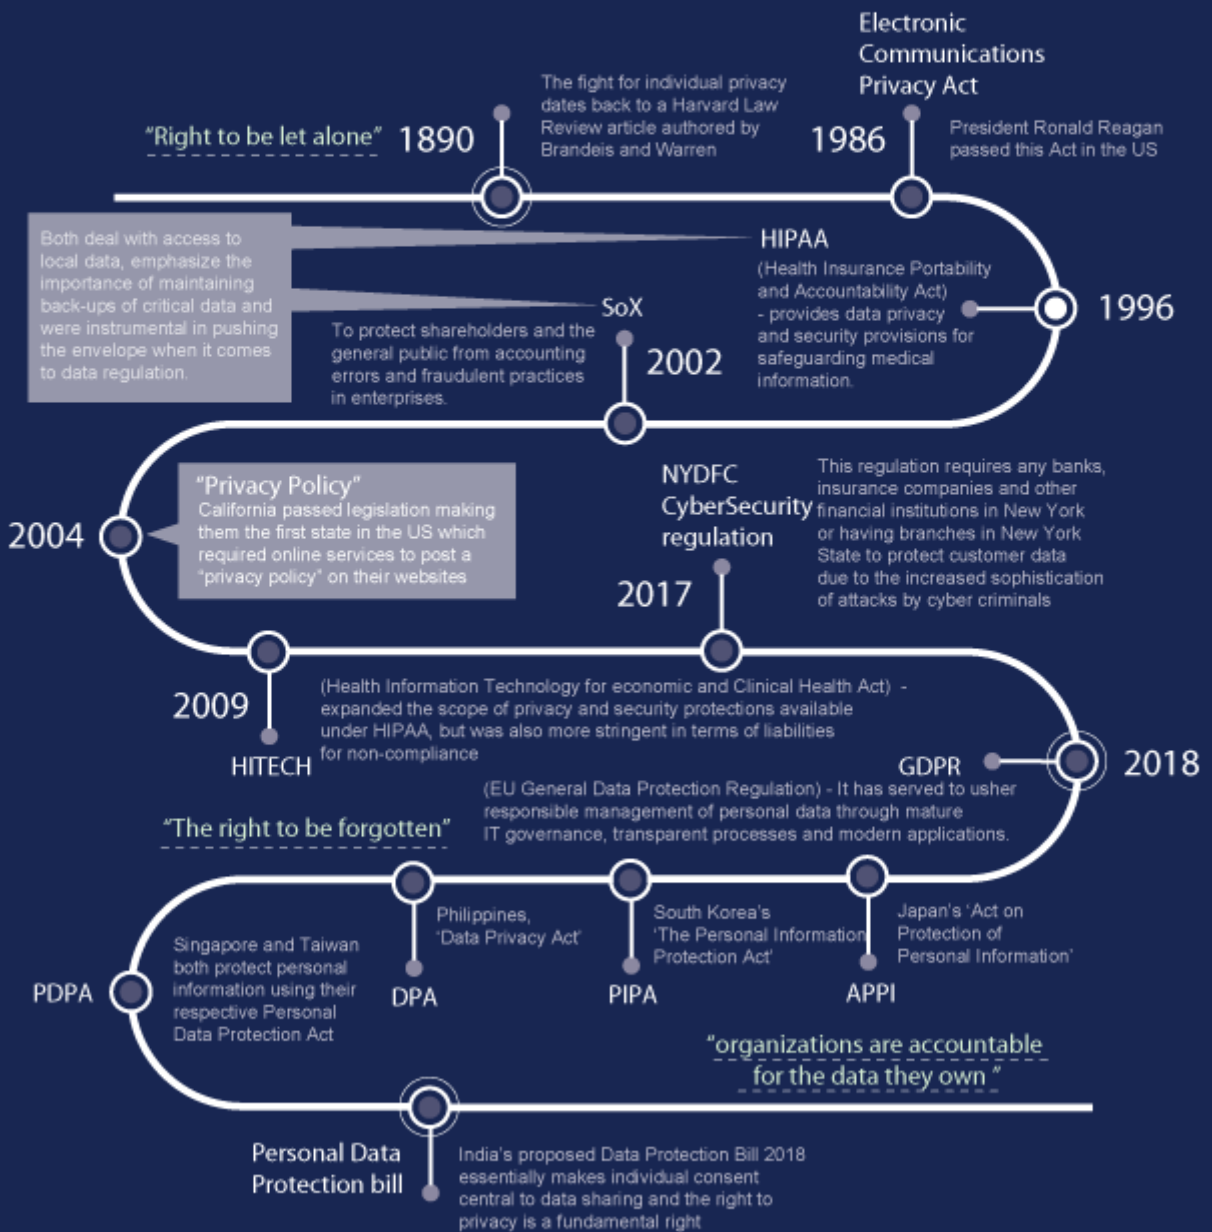 Electronic
Communications
Privacy Act
"Right to be let alone"
1890
The fight for individual privacy
dates back to a Harvard Law
Review article authored by
Brandeis and Warren
1986
President Ronald Reagan
passed this Act in the US
Both deal with access to
local data, emphasize the
importance of maintaining
back-ups of critical data and
were instrumental in pushing
the envelope when it comes
to data regulation.
HIPAA
(Health Insurance Portability
and Accountability Act)
- provides data privacy
and security provisions for
safeguarding medical
information.
1996
SoX
2002
To protect shareholders and the
general public from accounting
errors and fraudulent practices
in enterprises.
2004
"Privacy Policy"
California passed legislation making
them the first state in the US which
required online services to post a
"privacy policy" on their websites
NYDFC
CyberSecurity
regulation
2017
This regulation requires any banks,
insurance companies and other
financial institutions in New York
or having branches in New York
State to protect customer data
due to the increased sophistication
of attacks by cyber criminals
2009
HITECH
(Health Information Technology for economic and Clinical Health Act) -
expanded the scope of privacy and security protections available
under HIPAA, but was also more stringent in terms of liabilities
for non-compliance
GDPR
2018
(EU General Data Protection Regulation) - It has served to usher
responsible management of personal data through mature
IT governance, transparent processes and modern applications.
"The right to be forgotten"
PDPA
Singapore and Taiwan
both protect personal
information using their
respective Personal
Data Protection Act
Philippines,
'Data Privacy Act'
DPA
South Korea's
'The Personal Information
Protection Act'
PIPA
Japan's 'Act on
Protection of
Personal Information'
APPI
"organizations are accountable
for the data they own "
Personal Data
Protection bill
India's proposed Data Protection Bill 2018
essentially makes individual consent
central to data sharing and the right to
privacy is a fundamental right